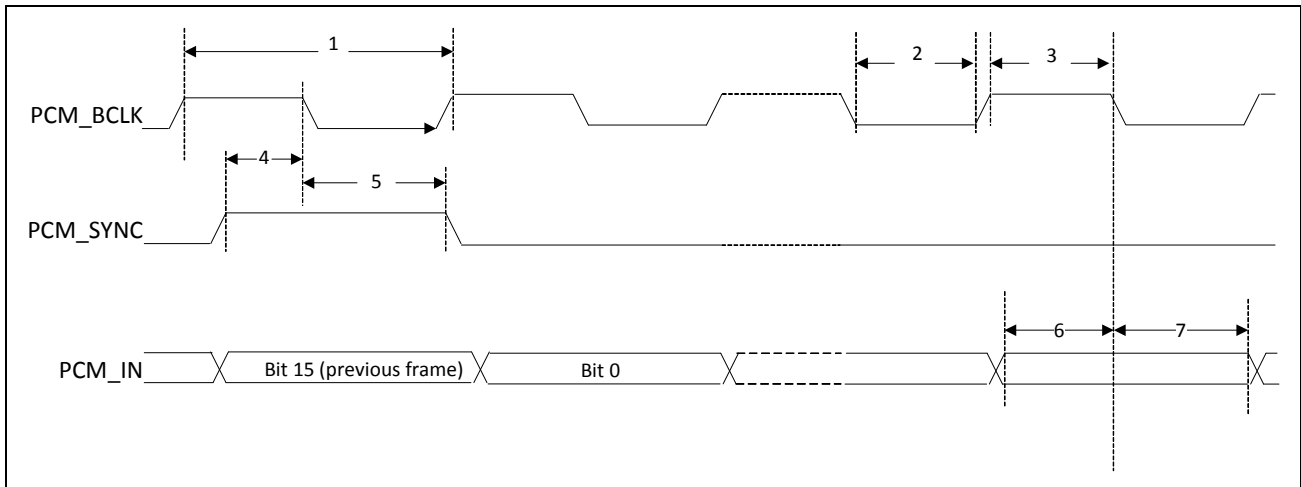 1
2
3
PCM_BCLK
4
5
PCM_SYNC
6
7
PCM_IN
Bit 15 (previous frame)
Bit 0